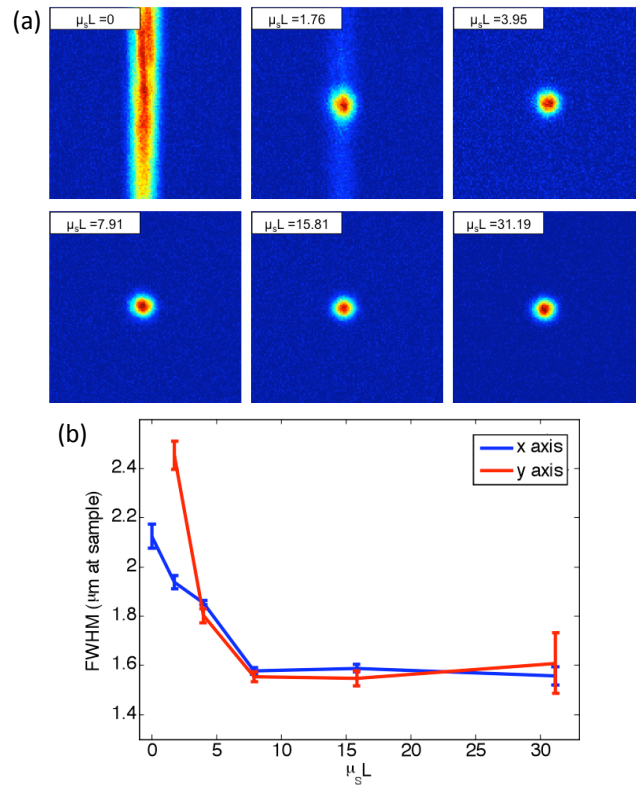 (a)
μsL =0
μsL =1.76
μsL =3.95
μsL =7.91
μsL =15.81
μsL =31.19
(b)
x axis
y axis
2.4
2.2
2
1.8
1.6
1.4
FWHM (μm at sample)
0 5 10 15 20 25 30
μsL